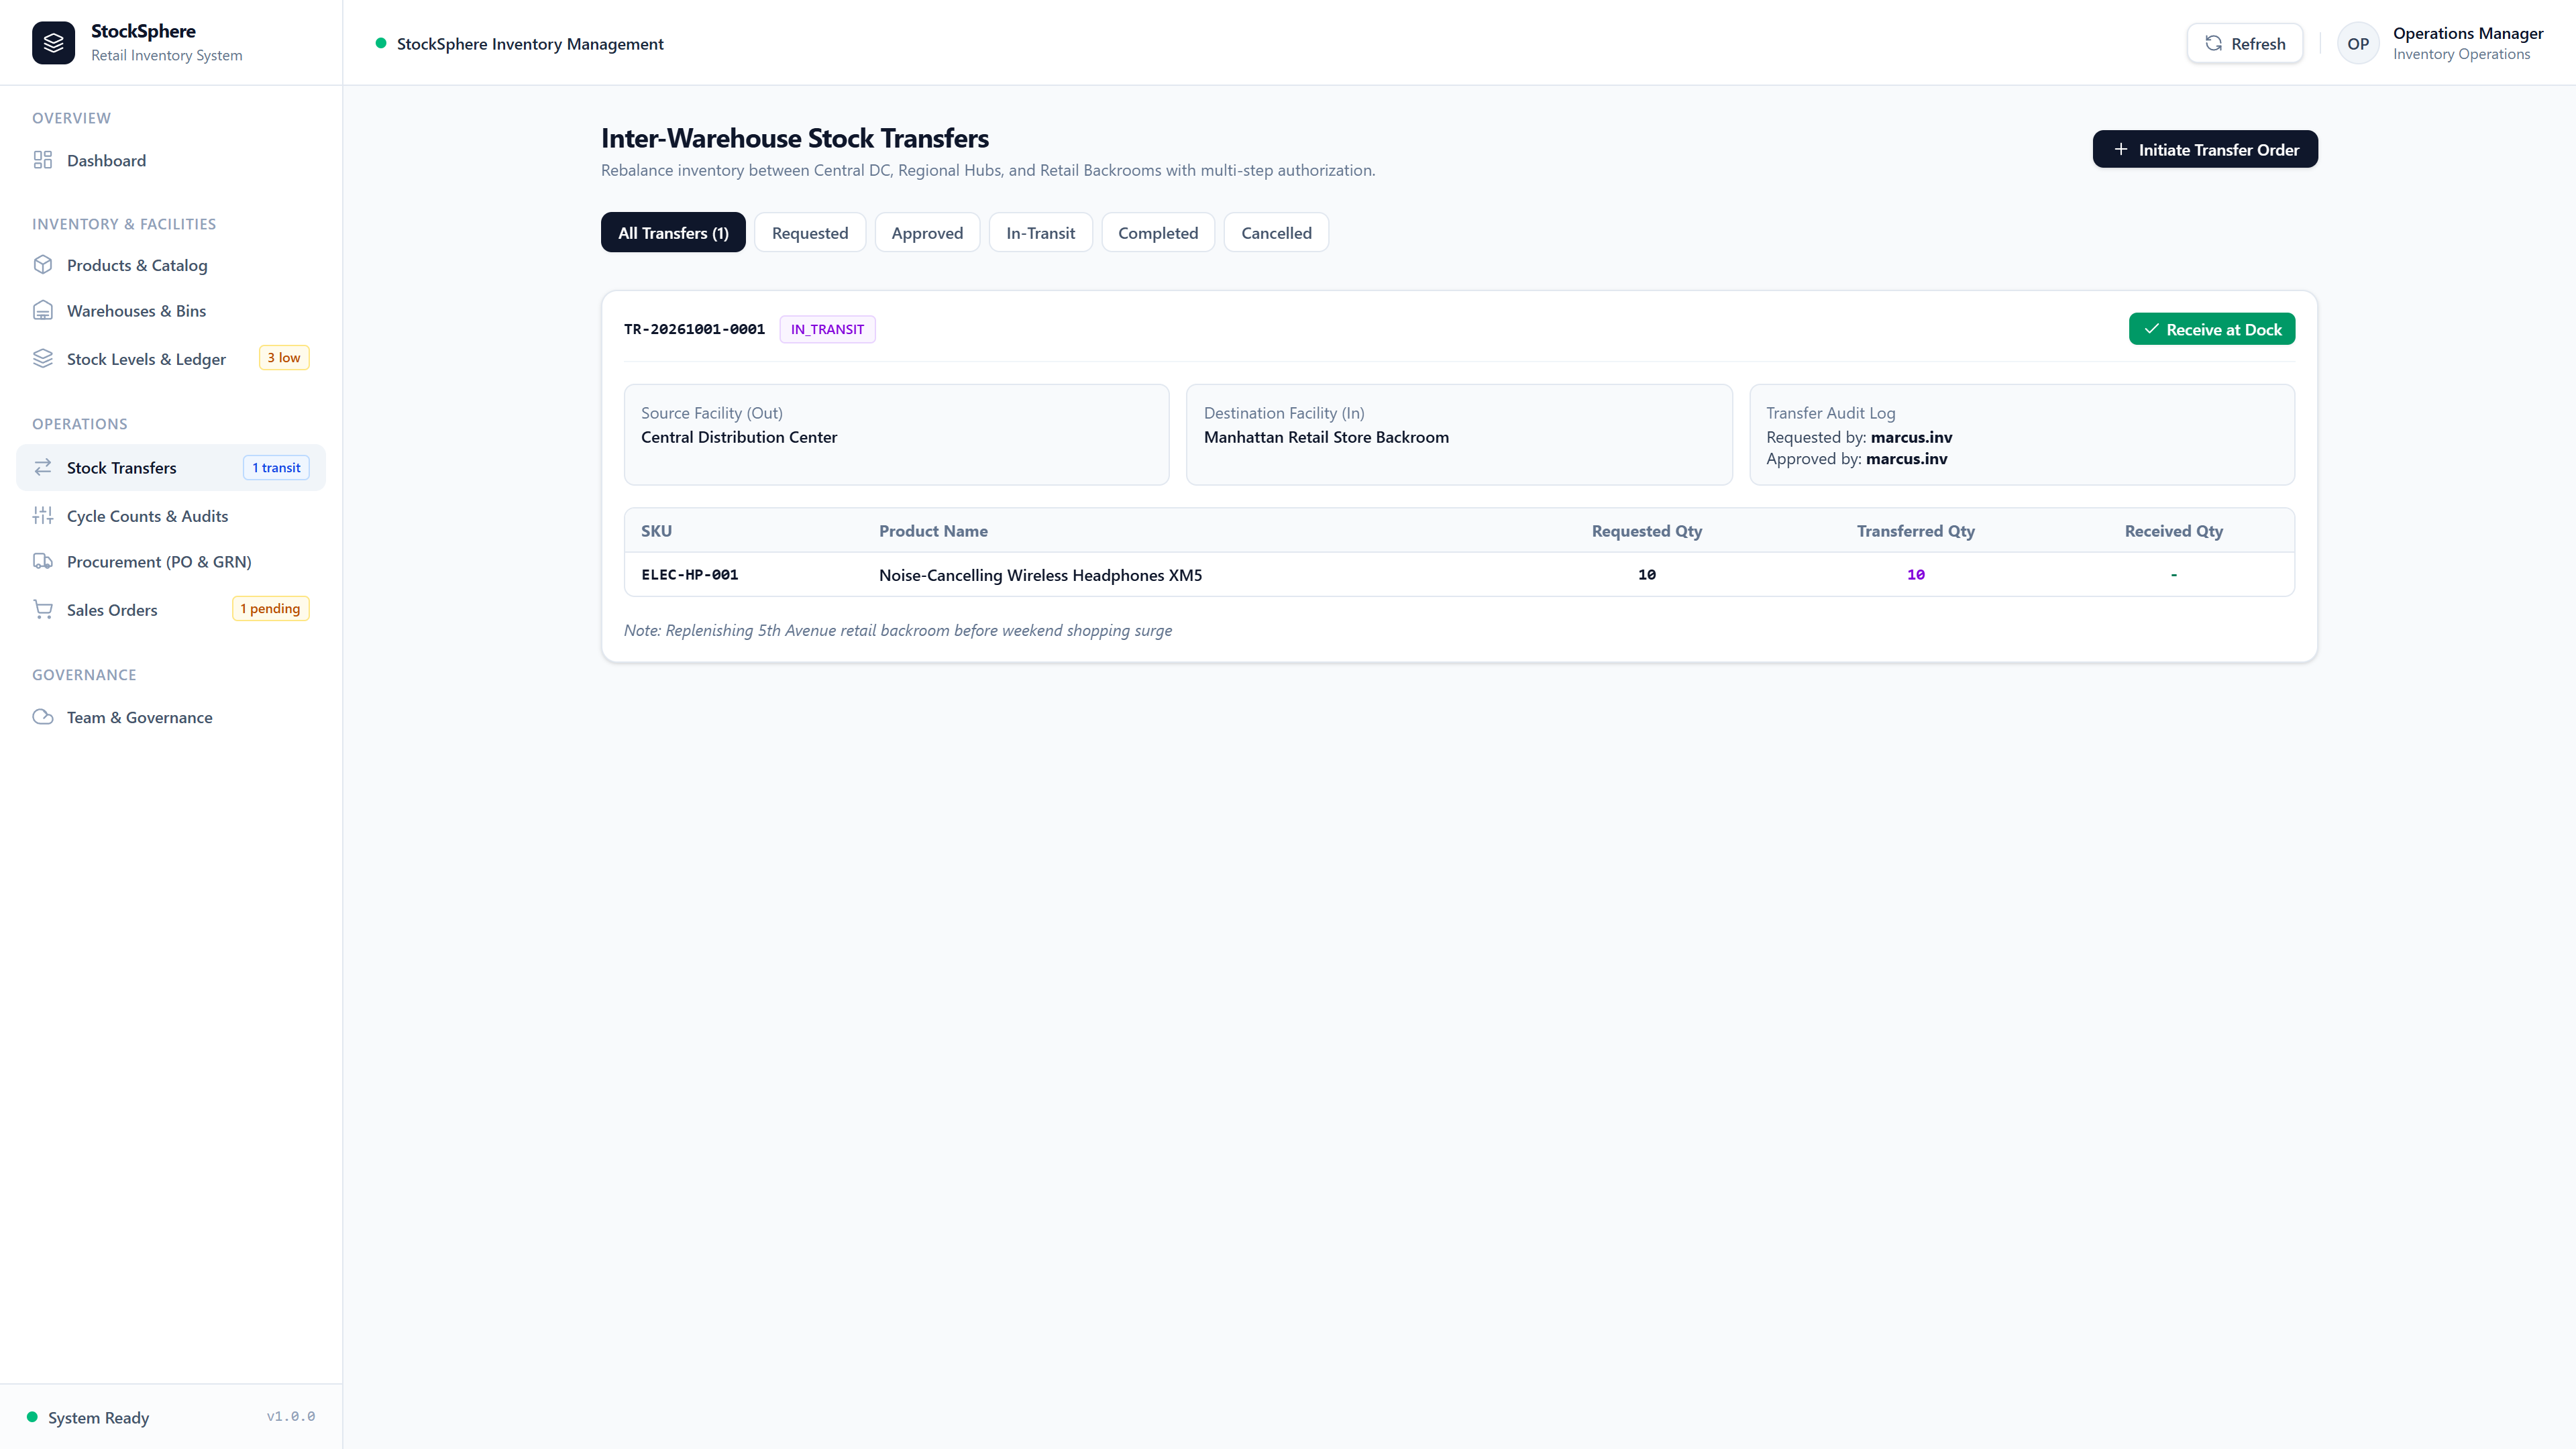 StockSphere
Retail Inventory System
OVERVIEW
Dashboard
INVENTORY & FACILITIES
Products & Catalog
Warehouses & Bins
Stock Levels & Ledger 3 low
OPERATIONS
Stock Transfers 1 transit
Cycle Counts & Audits
Procurement (PO & GRN)
Sales Orders 1 pending
GOVERNANCE
Team & Governance
System Ready v1.0.0
StockSphere Inventory Management
Refresh
OP
Operations Manager
Inventory Operations
Inter-Warehouse Stock Transfers
Rebalance inventory between Central DC, Regional Hubs, and Retail Backrooms with multi-step authorization.
+ Initiate Transfer Order
All Transfers (1) Requested Approved In-Transit Completed Cancelled
TR-20261001-0001 IN_TRANSIT Receive at Dock
Source Facility (Out)
Central Distribution Center
Destination Facility (In)
Manhattan Retail Store Backroom
Transfer Audit Log
Requested by: marcus.inv
Approved by: marcus.inv
SKU Product Name Requested Qty Transferred Qty Received Qty
ELEC-HP-001 Noise-Cancelling Wireless Headphones XM5 10 10 -
Note: Replenishing 5th Avenue retail backroom before weekend shopping surge